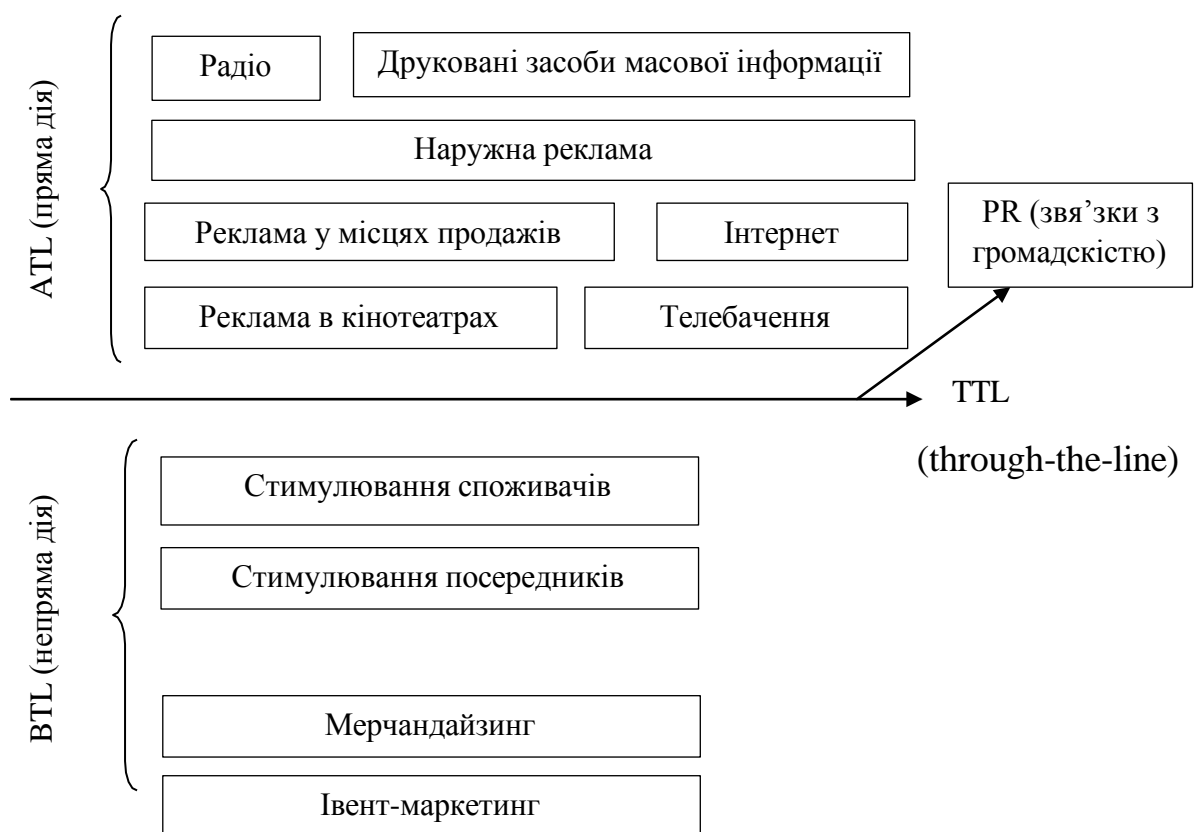 ATL (пряма дія)
Радіо
Друковані засоби масової інформації
Наружна реклама
Реклама у місцях продажів
Інтернет
Реклама в кінотеатрах
Телебачення
PR (звя’зки з
громадскістю)
TTL
(through-the-line)
BTL (непряма дія)
Стимулювання споживачів
Стимулювання посередників
Мерчандайзинг
Івент-маркетинг